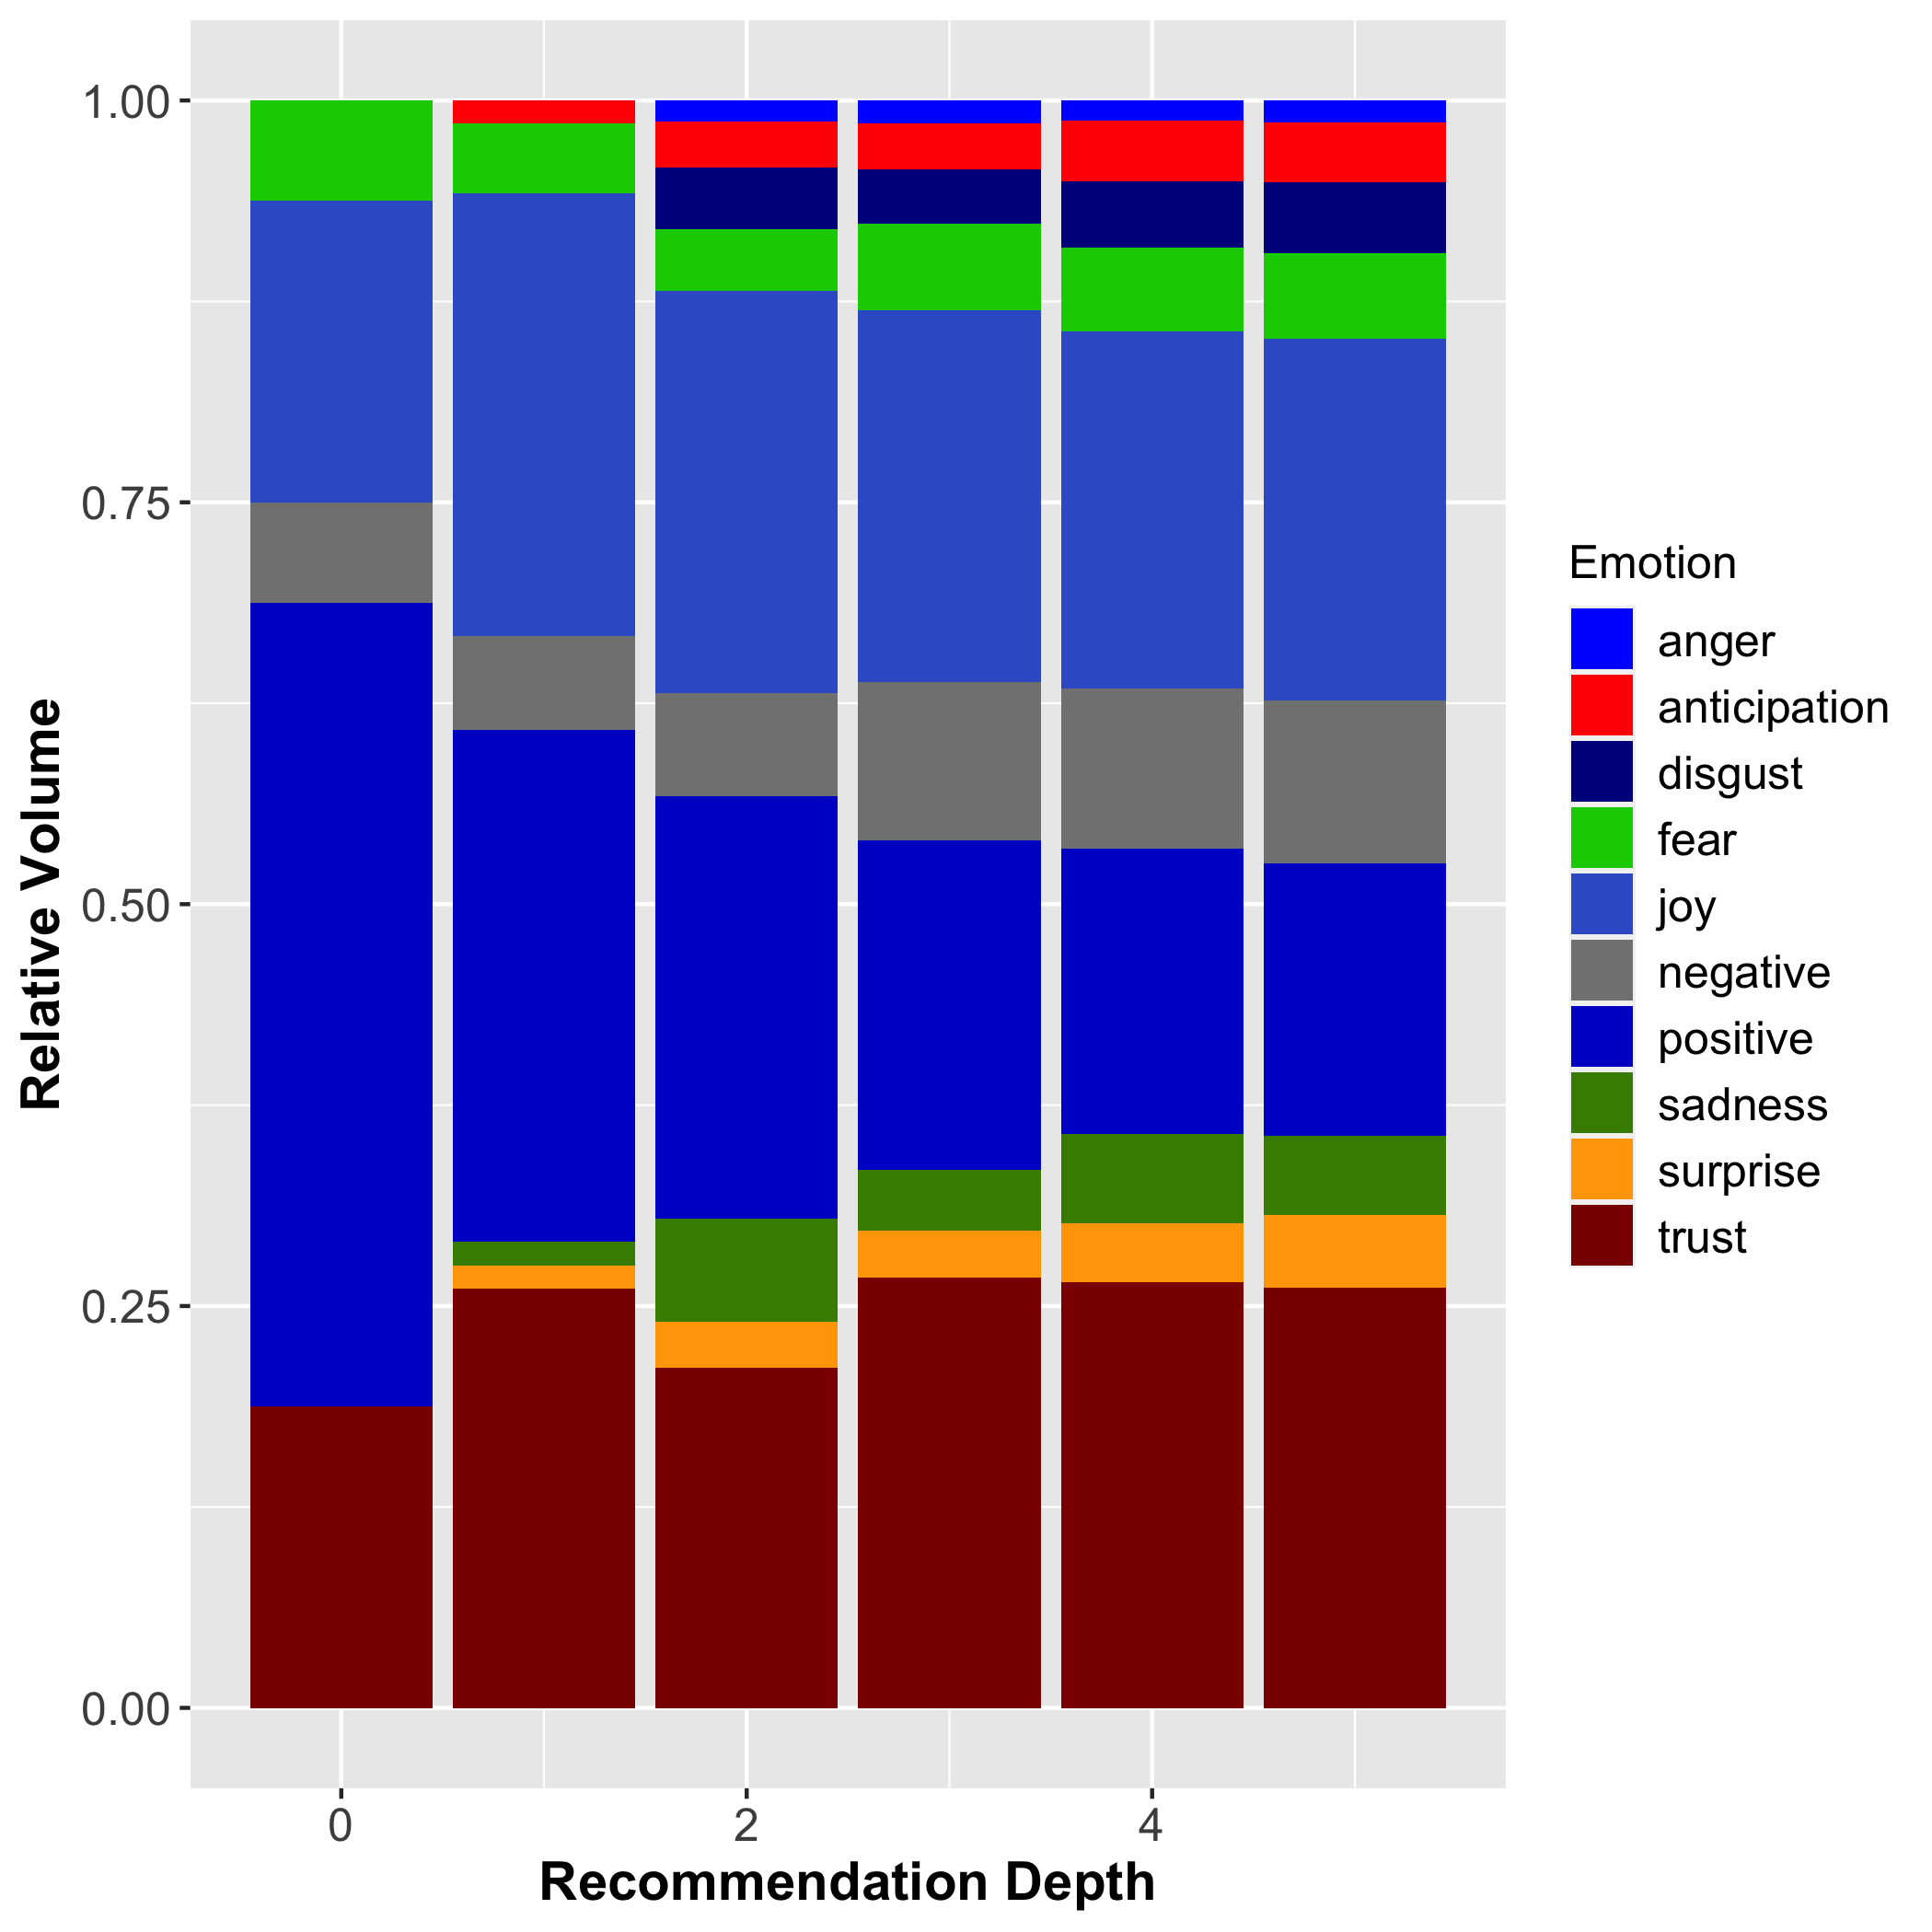 1.00
0.75
0.50
0.25
0.00
Relative Volume
0
2
4
Recommendation Depth
Emotion
anger
anticipation
disgust
fear
joy
negative
positive
sadness
surprise
trust